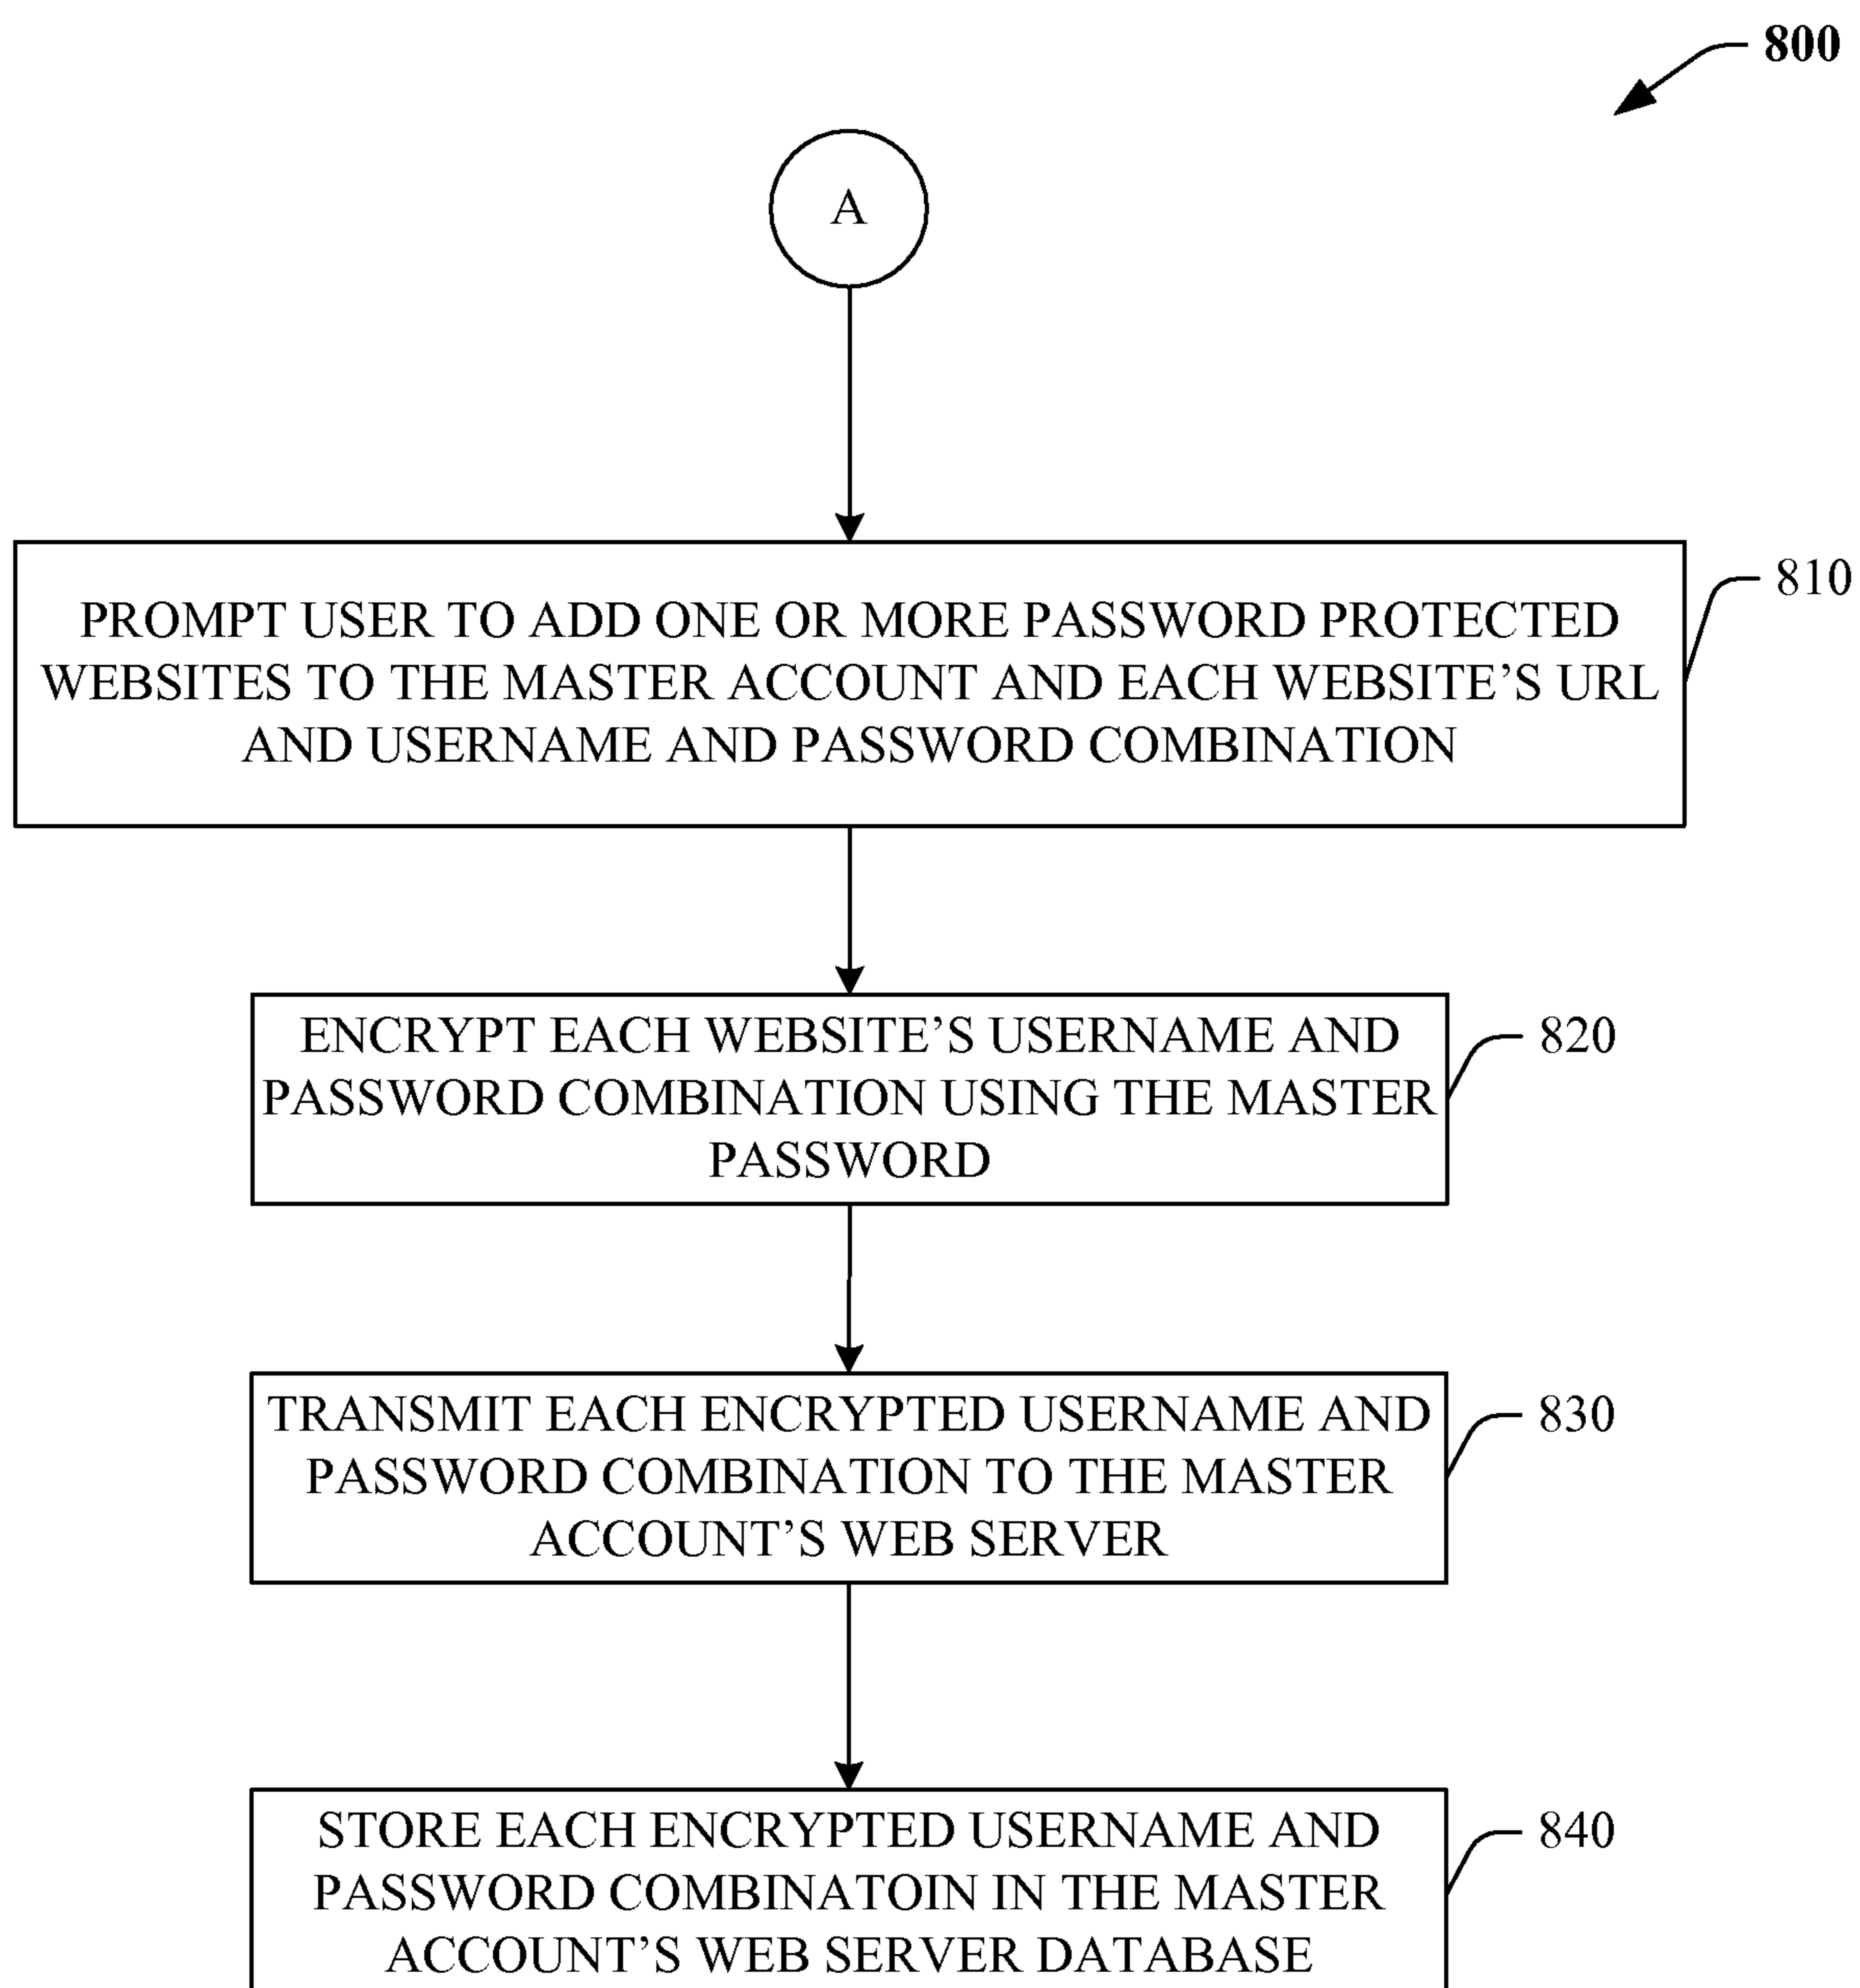 800
A
PROMPT USER TO ADD ONE OR MORE PASSWORD PROTECTED
WEBSITES TO THE MASTER ACCOUNT AND EACH WEBSITE’S URL
AND USERNAME AND PASSWORD COMBINATION
810
ENCRYPT EACH WEBSITE’S USERNAME AND
PASSWORD COMBINATION USING THE MASTER
PASSWORD
820
TRANSMIT EACH ENCRYPTED USERNAME AND
PASSWORD COMBINATION TO THE MASTER
ACCOUNT’S WEB SERVER
830
STORE EACH ENCRYPTED USERNAME AND
PASSWORD COMBINATOIN IN THE MASTER
ACCOUNT’S WEB SERVER DATABASE
840